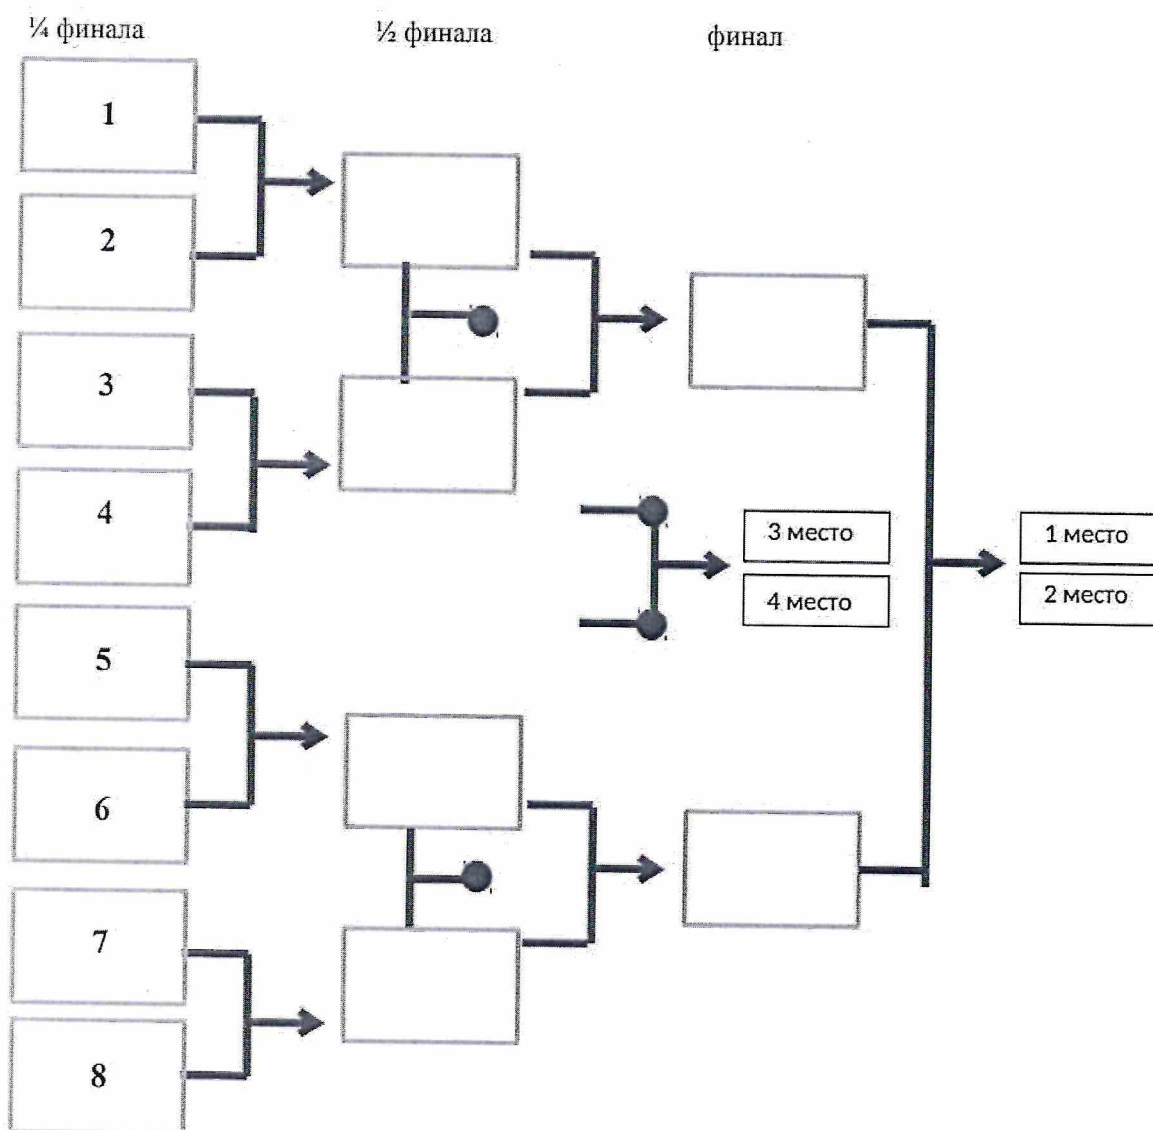 ¼ финала
½ финала
финал
1
2
3
4
5
6
7
8
3 место
4 место
1 место
2 место